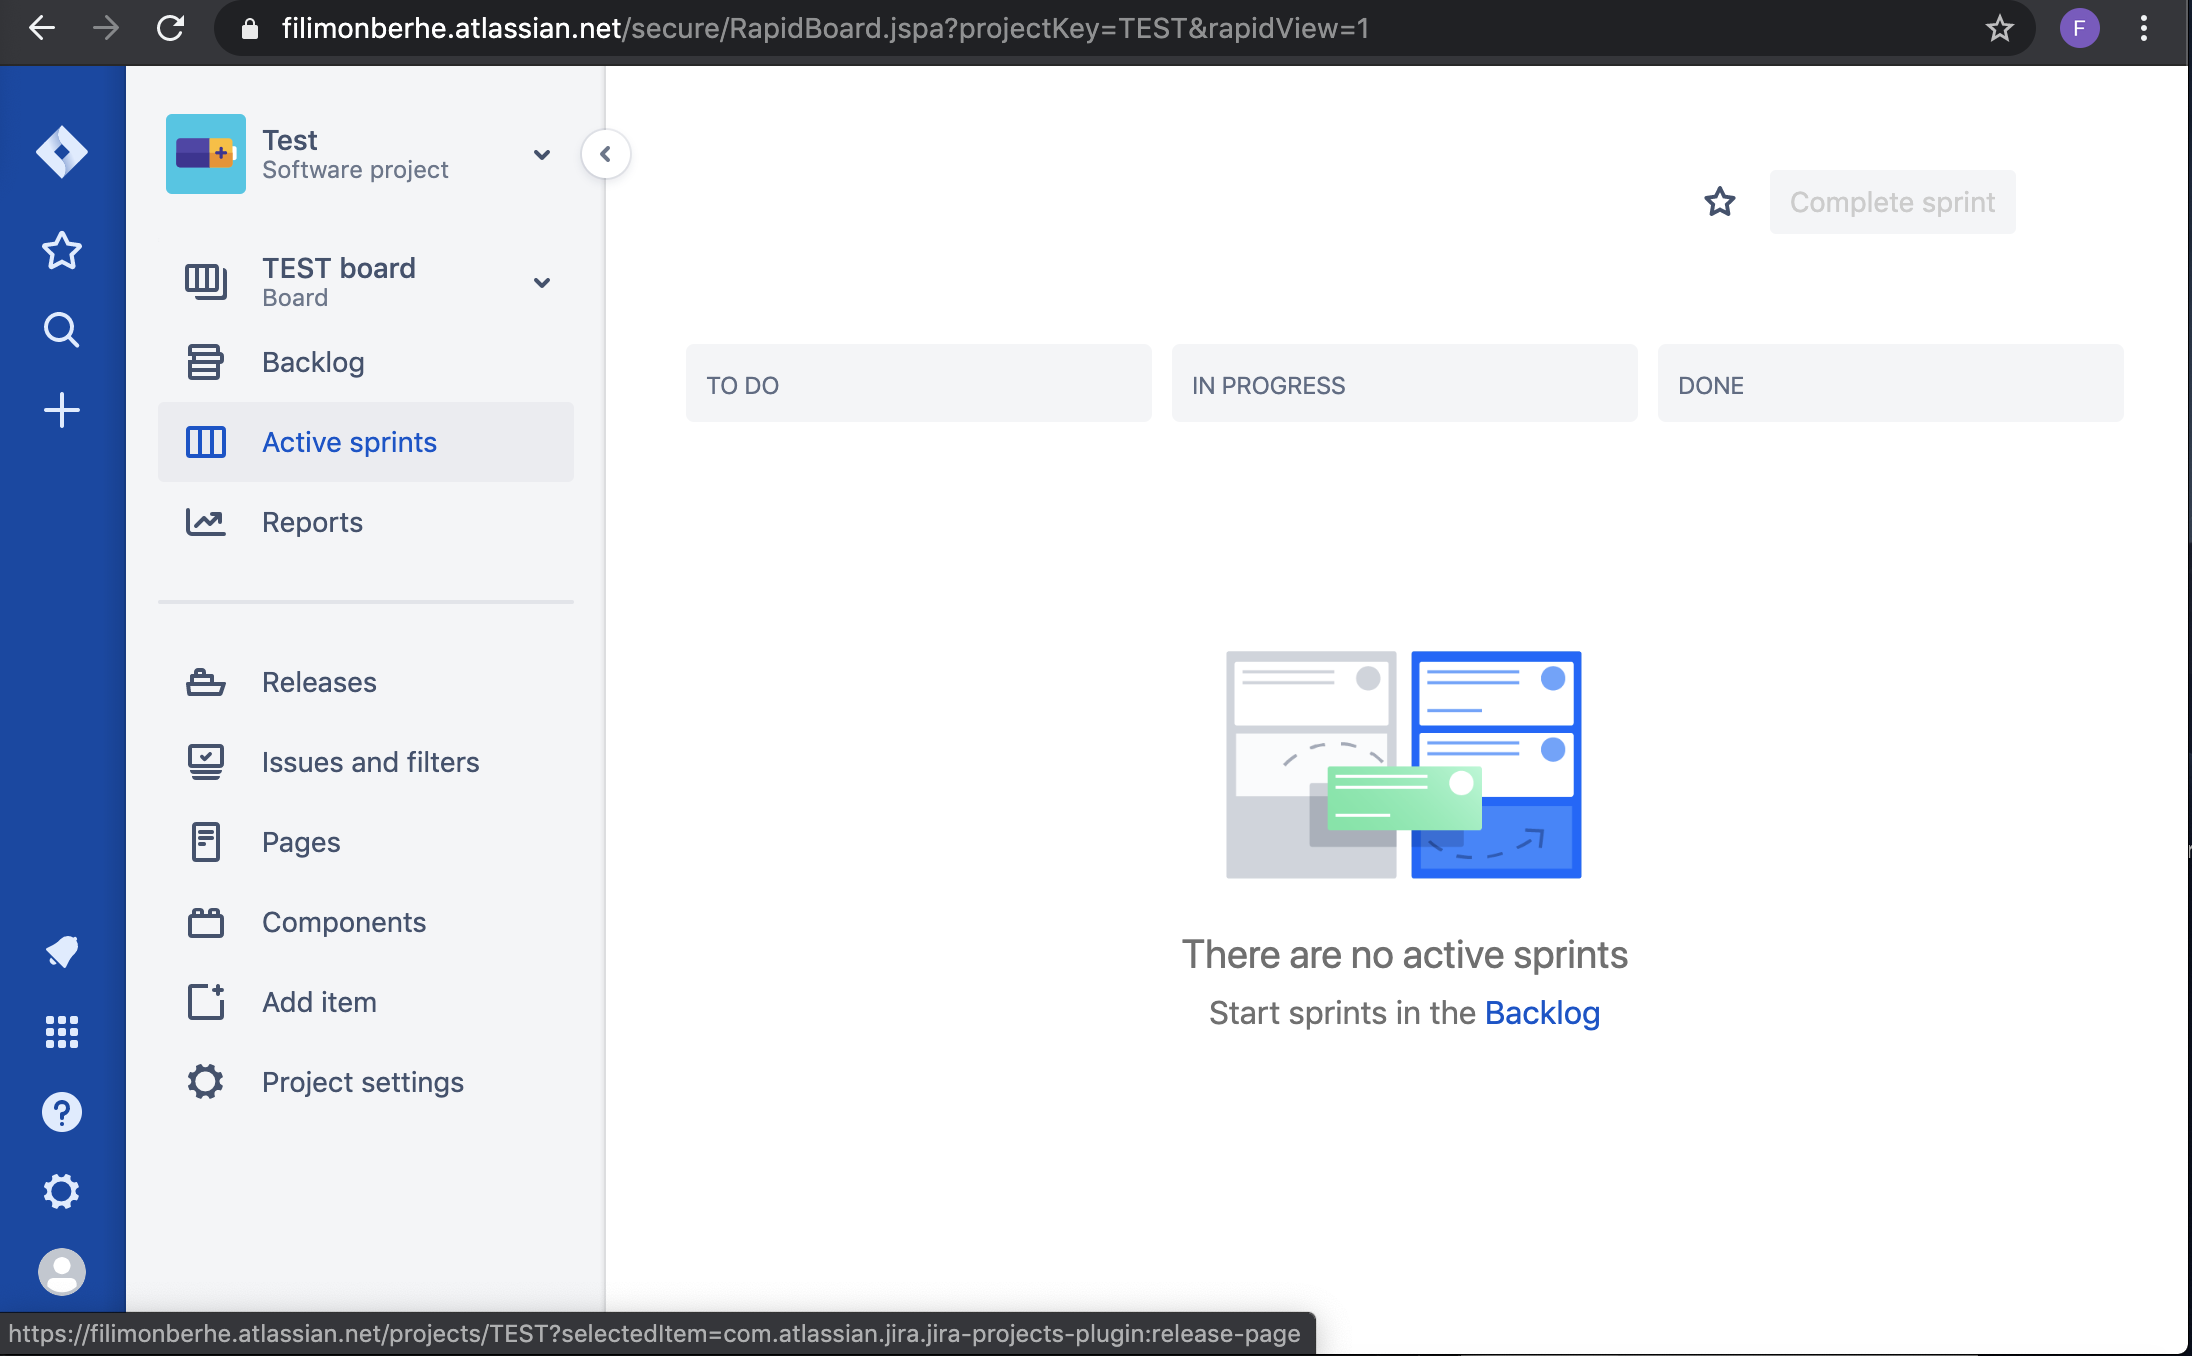 filimonberhe.atlassian.net/secure/RapidBoard.jspa?projectKey=TEST&rapidView=1
F
Test
Software project
TEST board
Board
Backlog
Active sprints
Reports
Releases
Issues and filters
Pages
Components
Add item
Project settings
Complete sprint
TO DO
IN PROGRESS
DONE
There are no active sprints
Start sprints in the Backlog
https://filimonberhe.atlassian.net/projects/TEST?selectedItem=com.atlassian.jira.jira-projects-plugin:release-page